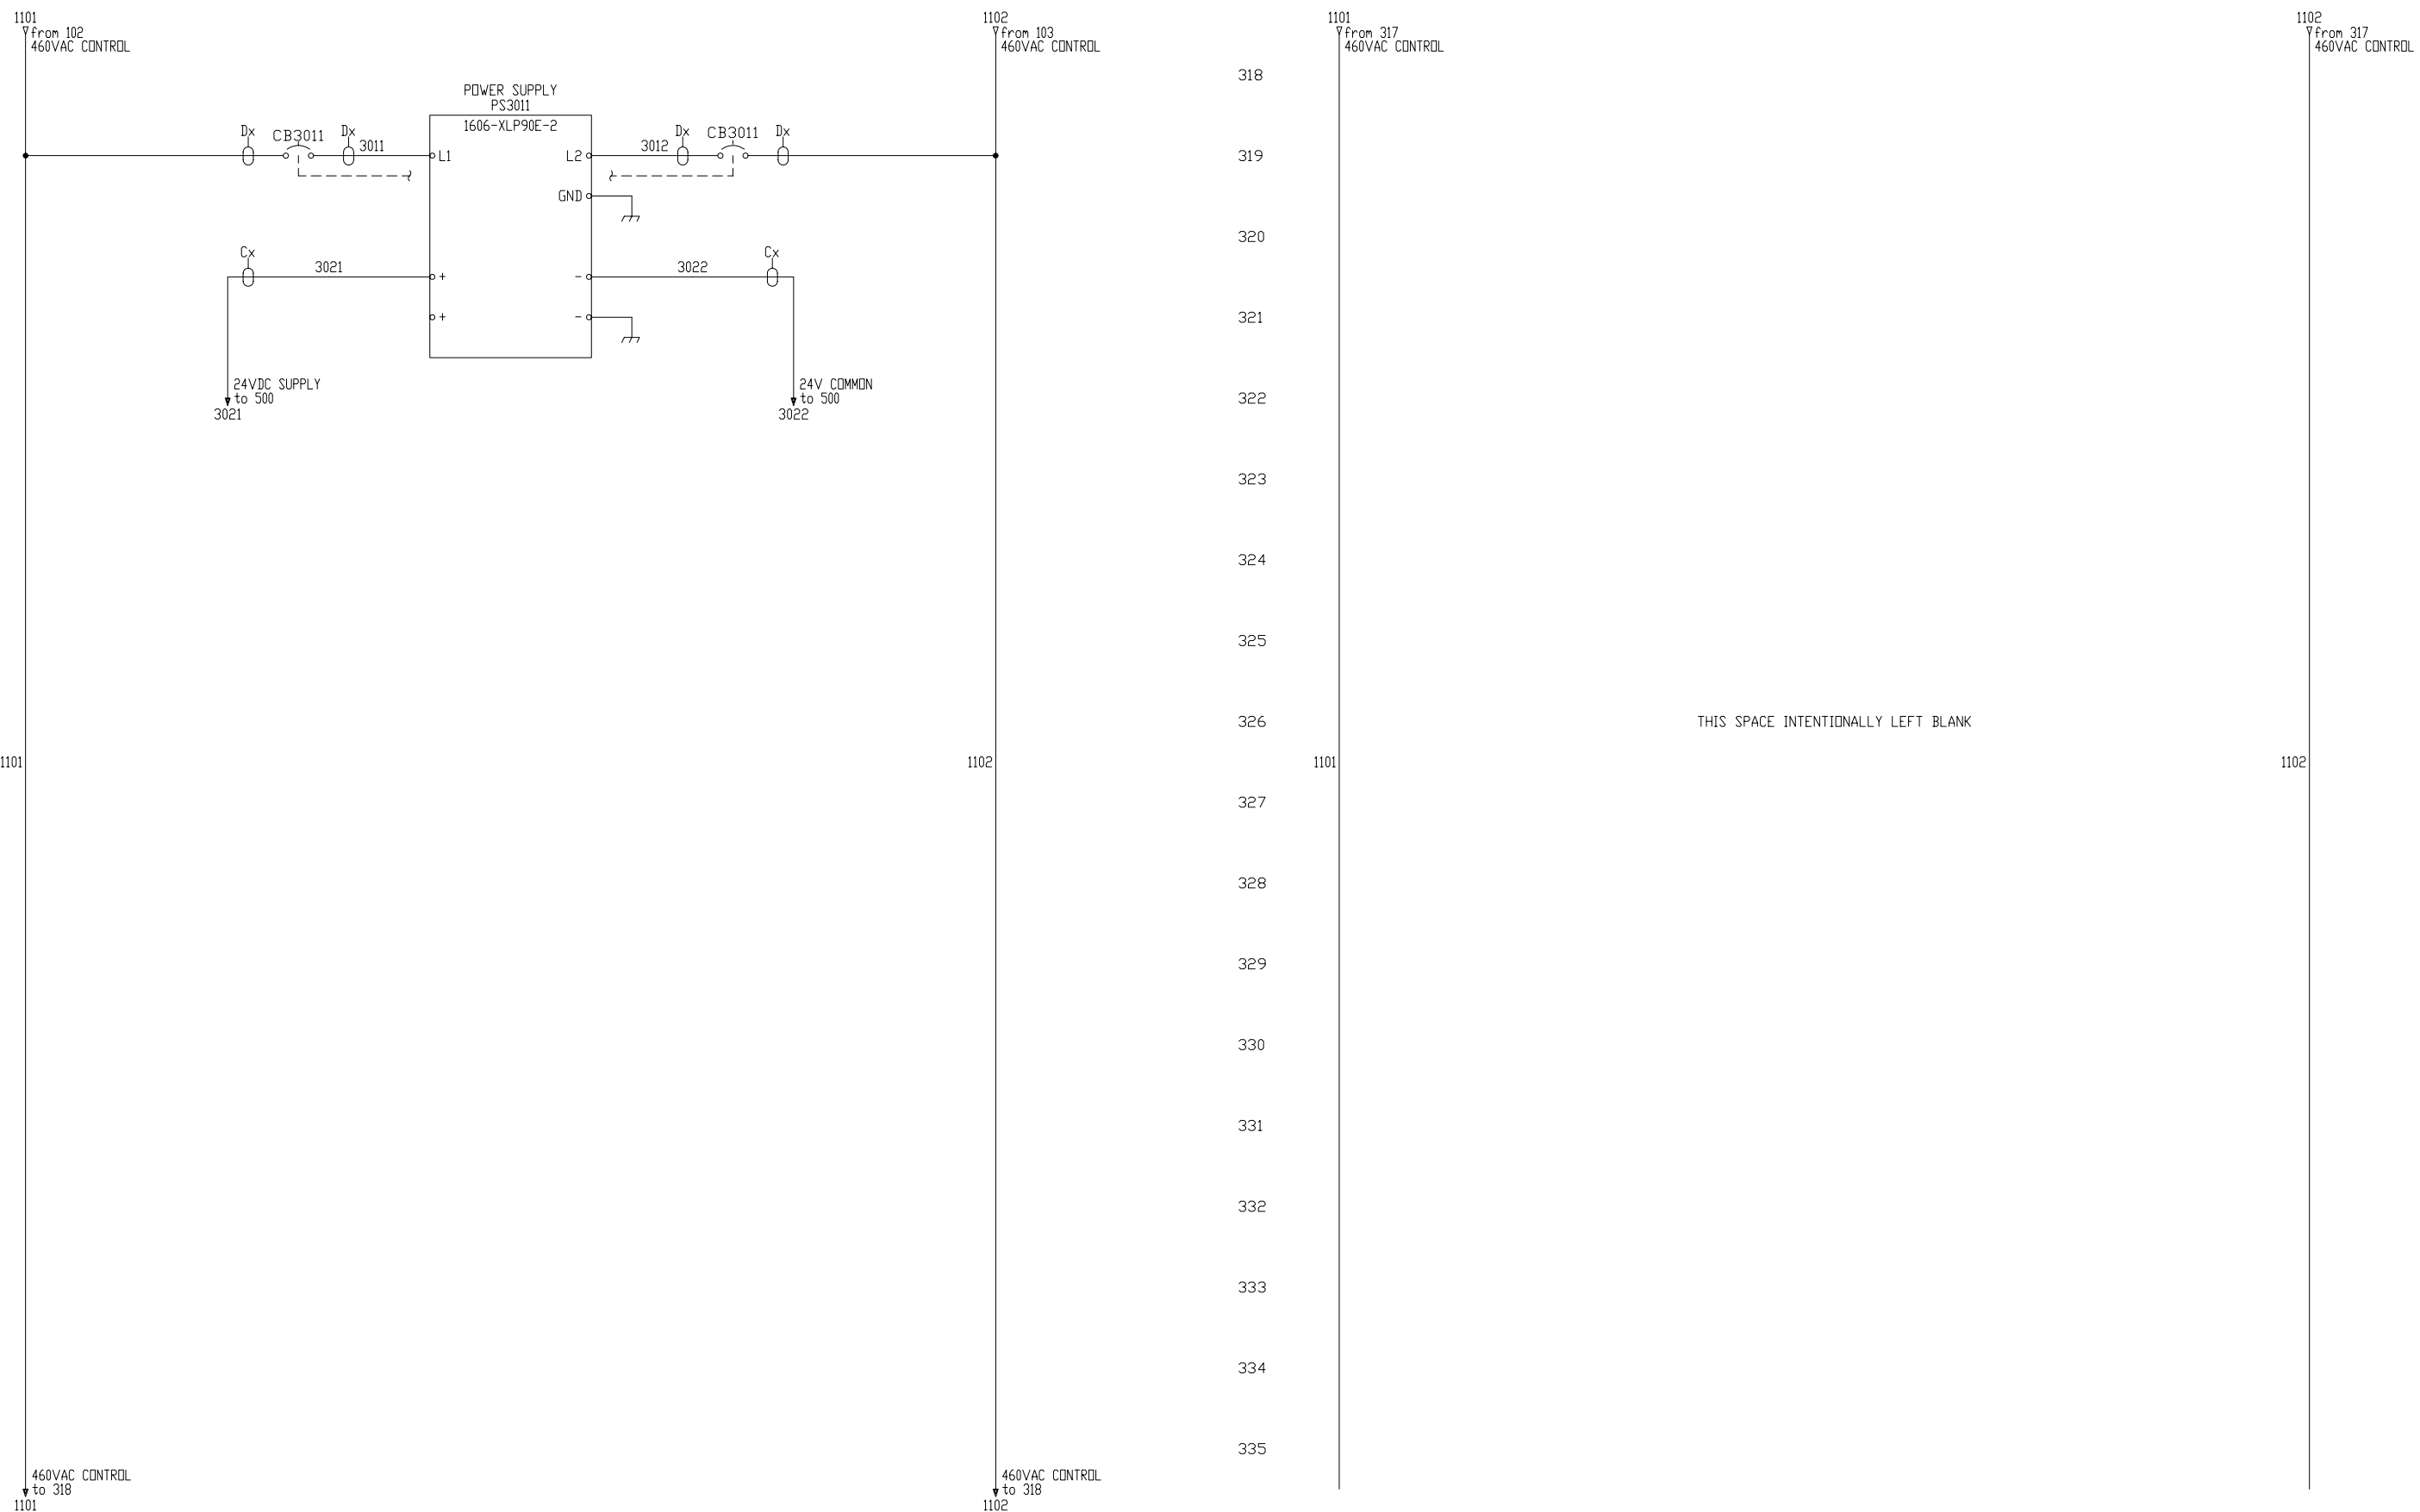 1101
from 102
460VAC CONTROL
1102
from 103
460VAC CONTROL
POWER SUPPLY
PS3011
1606-XLP90E-2
Dx
CB3011
Dx
3011
L1
L2
3012
Dx
CB3011
Dx
GND
Cx
3021
+
-
3022
Cx
+
-
24VDC SUPPLY
to 500
3021
24V COMMON
to 500
3022
1101
1102
460VAC CONTROL
to 318
1101
460VAC CONTROL
to 318
1102
318
319
320
321
322
323
324
325
326
327
328
329
330
331
332
333
334
335
1101
from 317
460VAC CONTROL
1102
from 317
460VAC CONTROL
THIS SPACE INTENTIONALLY LEFT BLANK
1101
1102